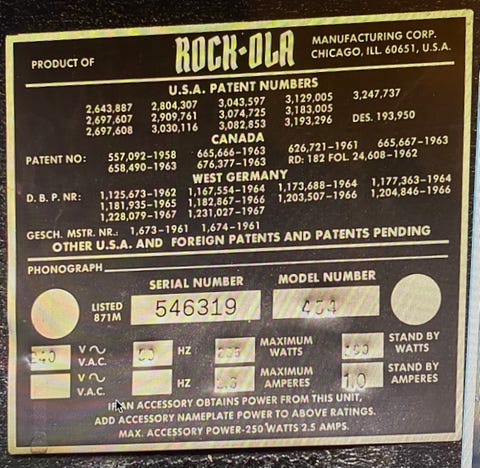 PRODUCT OF ROCK-OLA MANUFACTURING CORP.
CHICAGO, ILL. 60651, U.S.A.
U.S.A. PATENT NUMBERS
2,643,887 2,804,307 3,043,597 3,129,005 3,247,737
2,697,607 2,909,761 3,074,725 3,183,005
2,697,608 3,030,116 3,082,853 3,193,296 DES. 193,950
CANADA
PATENT NO: 557,092-1958 665,666-1963 626,721-1961 665,667-1963
658,490-1963 676,377-1963 RD: 182 FOL. 24,608-1962
WEST GERMANY
D. B. P. NR: 1,125,673-1962 1,167,554-1964 1,173,688-1964 1,177,363-1964
1,181,935-1965 1,182,867-1966 1,203,507-1966 1,204,846-1966
1,228,079-1967 1,231,027-1967
GESCH. MSTR. NR.: 1,673-1961 1,674-1961
OTHER U.S.A. AND FOREIGN PATENTS AND PATENTS PENDING
PHONOGRAPH
SERIAL NUMBER MODEL NUMBER
LISTED
871M
546319
V
V.A.C.
HZ
MAXIMUM
WATTS
STAND BY
WATTS
V
V.A.C.
HZ
MAXIMUM
AMPERES
1.0
STAND BY
AMPERES
IF AN ACCESSORY OBTAINS POWER FROM THIS UNIT,
ADD ACCESSORY NAMEPLATE POWER TO ABOVE RATINGS.
MAX. ACCESSORY POWER-250 WATTS 2.5 AMPS.